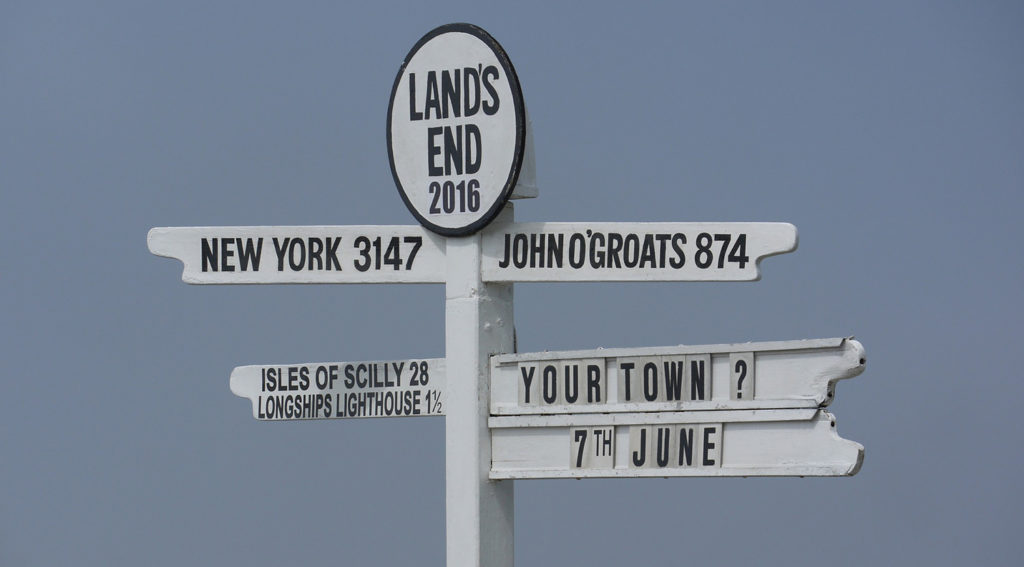 LAND'S
END
2016
NEW YORK 3147
JOHN O'GROATS 874
ISLES OF SCILLY 28
LONGSHIPS LIGHTHOUSE 1½
YOUR TOWN ?
7TH JUNE